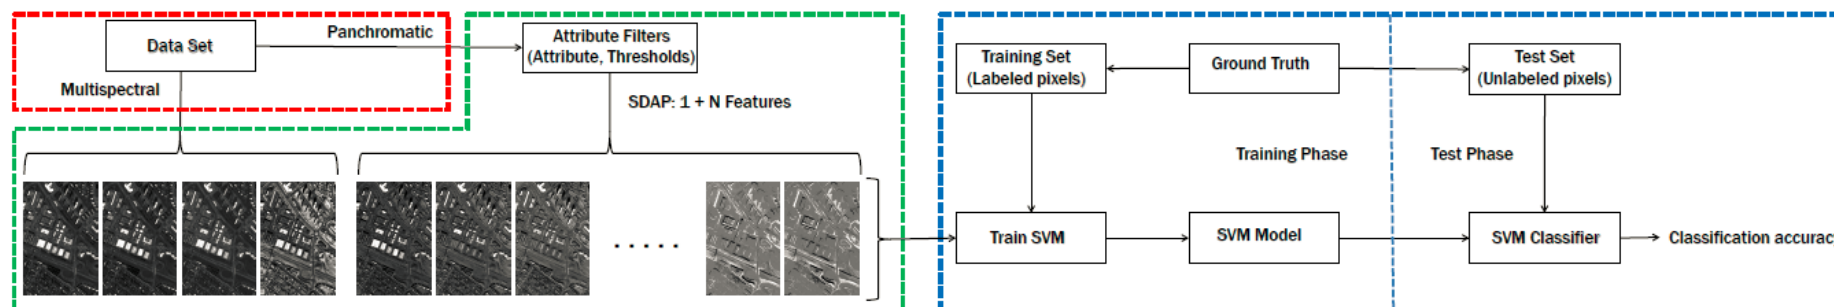 Data Set
Panchromatic
Multispectral
Attribute Filters
(Attribute, Thresholds)
SDAP: 1 + N Features
Training Set
(Labeled pixels)
Ground Truth
Test Set
(Unlabeled pixels)
Training Phase
Test Phase
.....
Train SVM
SVM Model
SVM Classifier
Classification accurac